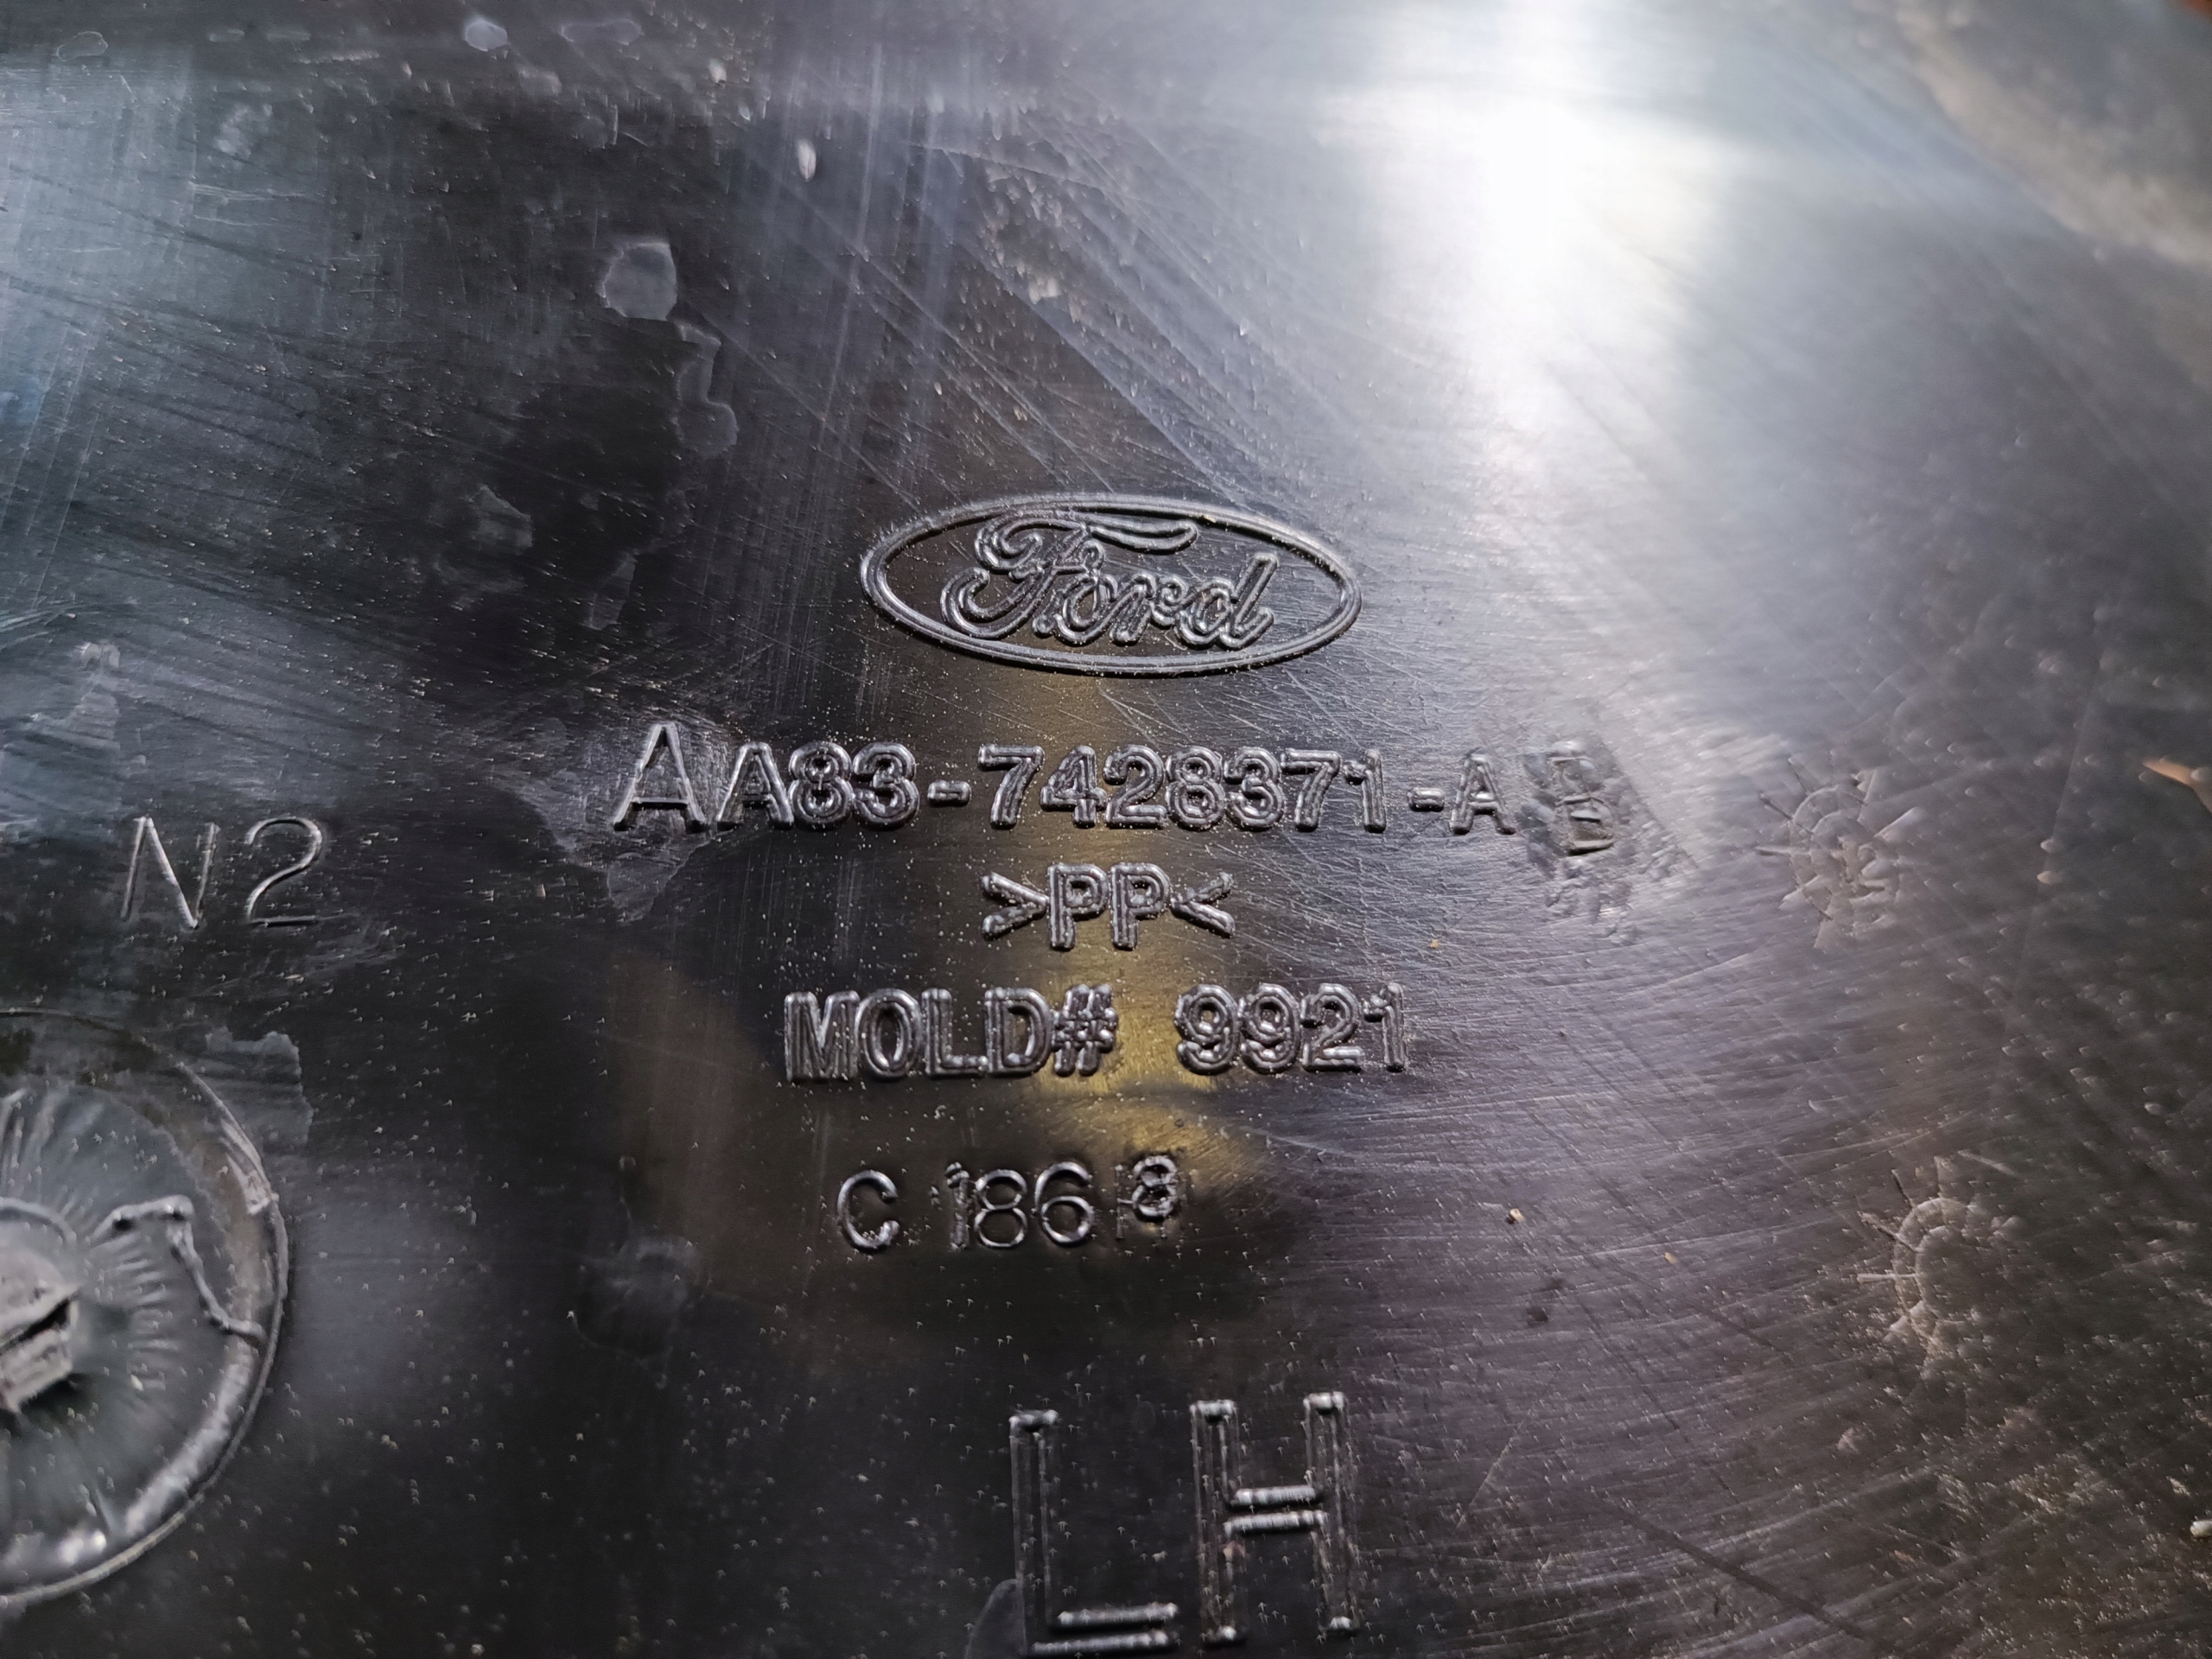 Ford
AA83-7428371-AB
>PP<
N2
MOLD# 9921
C 186
LH